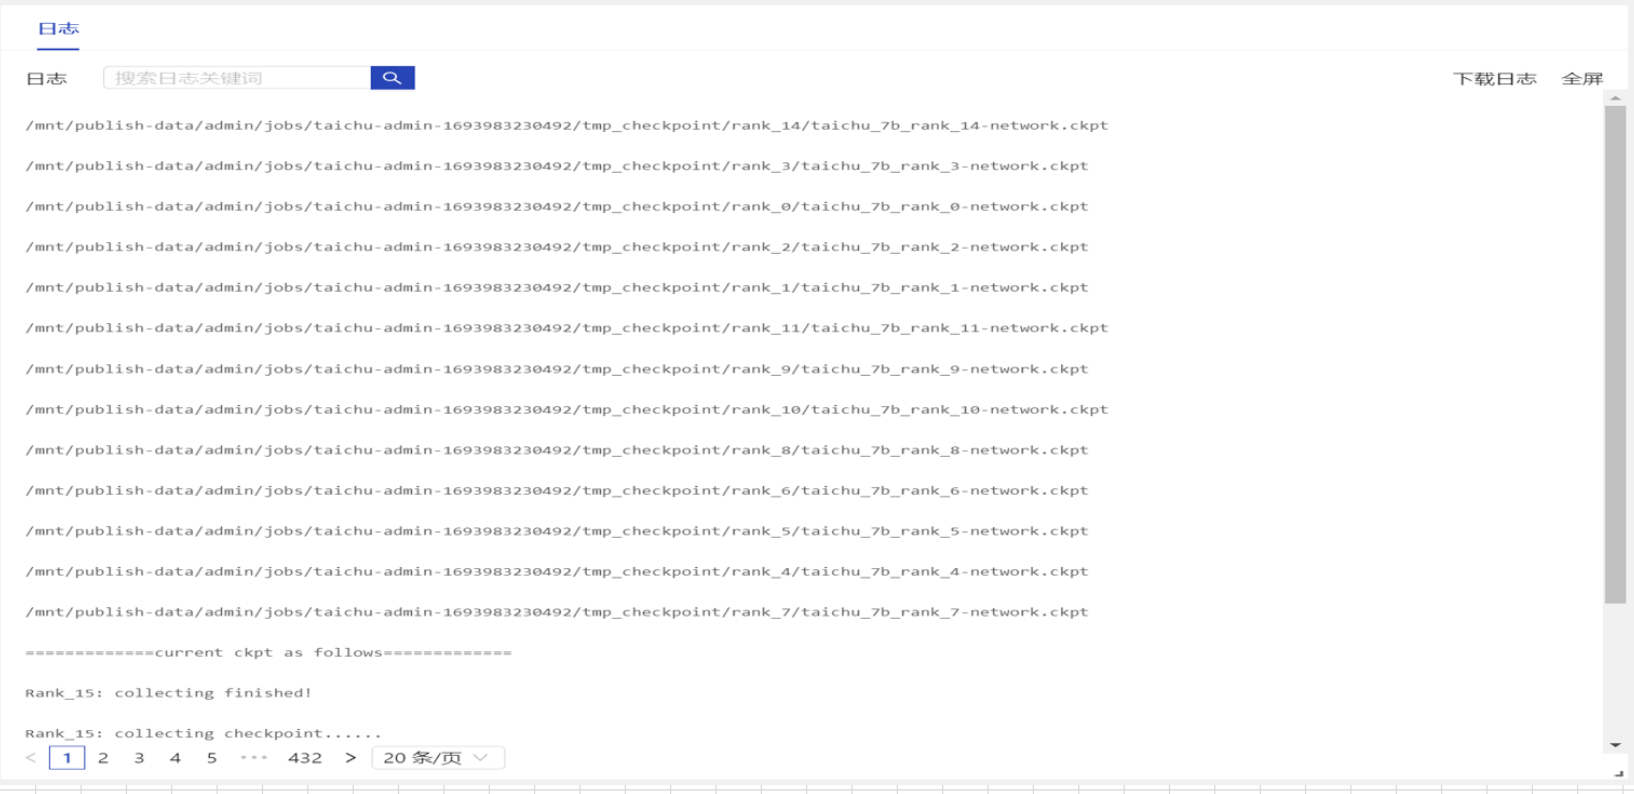 日志
日志 搜索日志关键词 下载日志 全屏
/mnt/publish-data/admin/jobs/taichu-admin-1693983230492/tmp_checkpoint/rank_14/taichu_7b_rank_14-network.ckpt
/mnt/publish-data/admin/jobs/taichu-admin-1693983230492/tmp_checkpoint/rank_3/taichu_7b_rank_3-network.ckpt
/mnt/publish-data/admin/jobs/taichu-admin-1693983230492/tmp_checkpoint/rank_0/taichu_7b_rank_0-network.ckpt
/mnt/publish-data/admin/jobs/taichu-admin-1693983230492/tmp_checkpoint/rank_2/taichu_7b_rank_2-network.ckpt
/mnt/publish-data/admin/jobs/taichu-admin-1693983230492/tmp_checkpoint/rank_1/taichu_7b_rank_1-network.ckpt
/mnt/publish-data/admin/jobs/taichu-admin-1693983230492/tmp_checkpoint/rank_11/taichu_7b_rank_11-network.ckpt
/mnt/publish-data/admin/jobs/taichu-admin-1693983230492/tmp_checkpoint/rank_9/taichu_7b_rank_9-network.ckpt
/mnt/publish-data/admin/jobs/taichu-admin-1693983230492/tmp_checkpoint/rank_10/taichu_7b_rank_10-network.ckpt
/mnt/publish-data/admin/jobs/taichu-admin-1693983230492/tmp_checkpoint/rank_8/taichu_7b_rank_8-network.ckpt
/mnt/publish-data/admin/jobs/taichu-admin-1693983230492/tmp_checkpoint/rank_6/taichu_7b_rank_6-network.ckpt
/mnt/publish-data/admin/jobs/taichu-admin-1693983230492/tmp_checkpoint/rank_5/taichu_7b_rank_5-network.ckpt
/mnt/publish-data/admin/jobs/taichu-admin-1693983230492/tmp_checkpoint/rank_4/taichu_7b_rank_4-network.ckpt
/mnt/publish-data/admin/jobs/taichu-admin-1693983230492/tmp_checkpoint/rank_7/taichu_7b_rank_7-network.ckpt
=============current ckpt as follows=============
Rank_15: collecting finished!
Rank_15: collecting checkpoint......
< 1 2 3 4 5 ··· 432 > 20 条/页